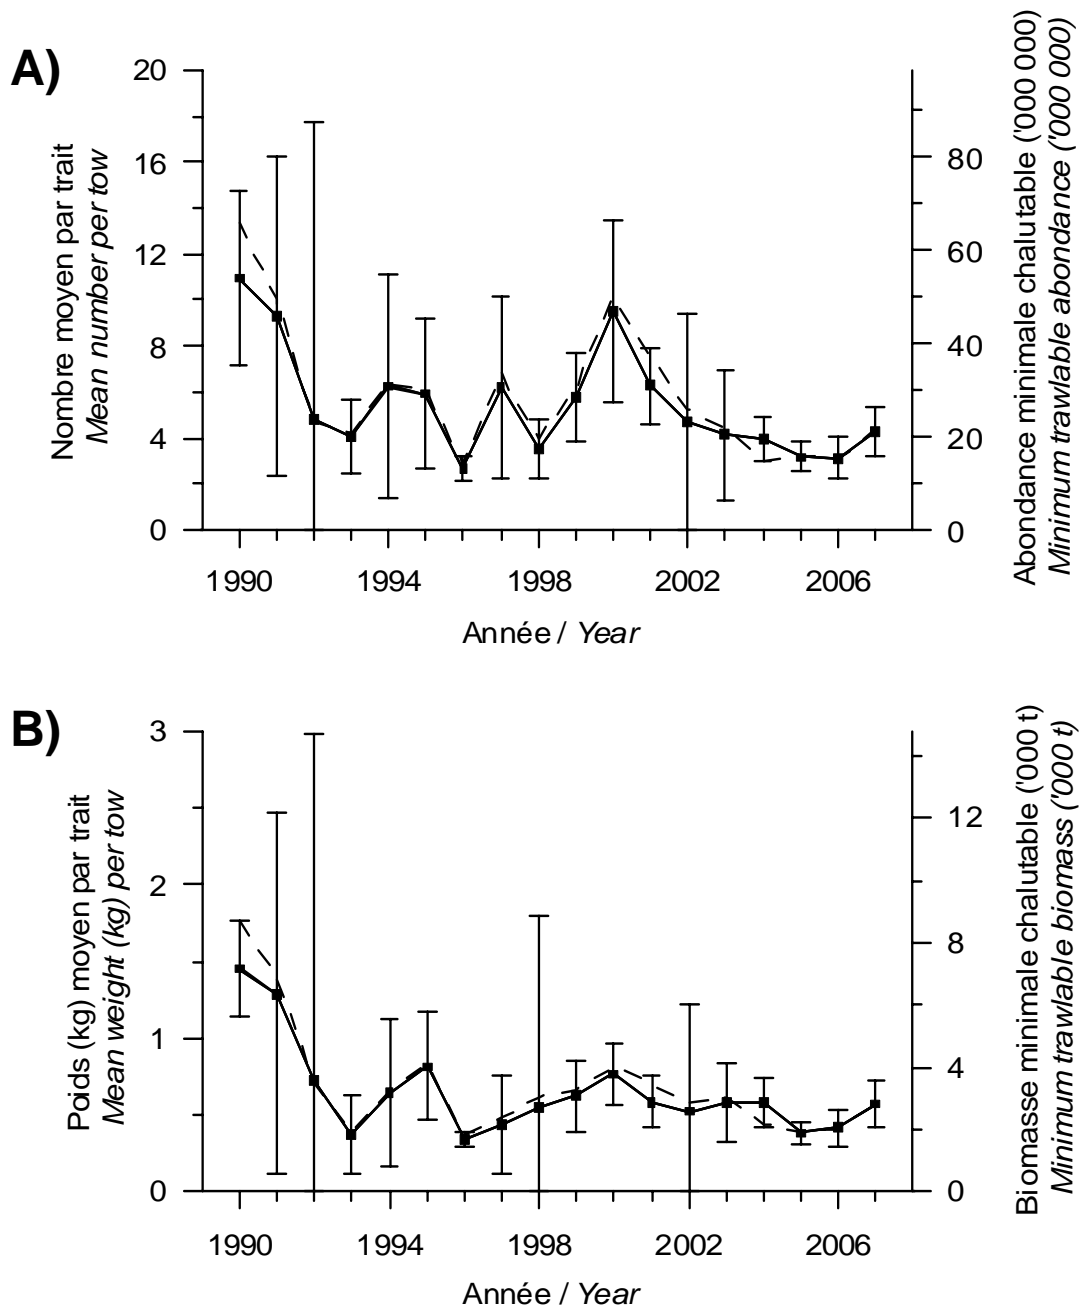 A)
Nombre moyen par trait
Mean number per tow
20
16
12
8
4
0
80
60
40
20
0
Abondance minimale chalutable ('000 000)
Minimum trawlable abondance ('000 000)
1990
1994
1998
2002
2006
Année / Year
B)
Poids (kg) moyen par trait
Mean weight (kg) per tow
3
2
1
0
12
8
4
0
Biomasse minimale chalutable ('000 t)
Minimum trawlable biomass ('000 t)
1990
1994
1998
2002
2006
Année / Year